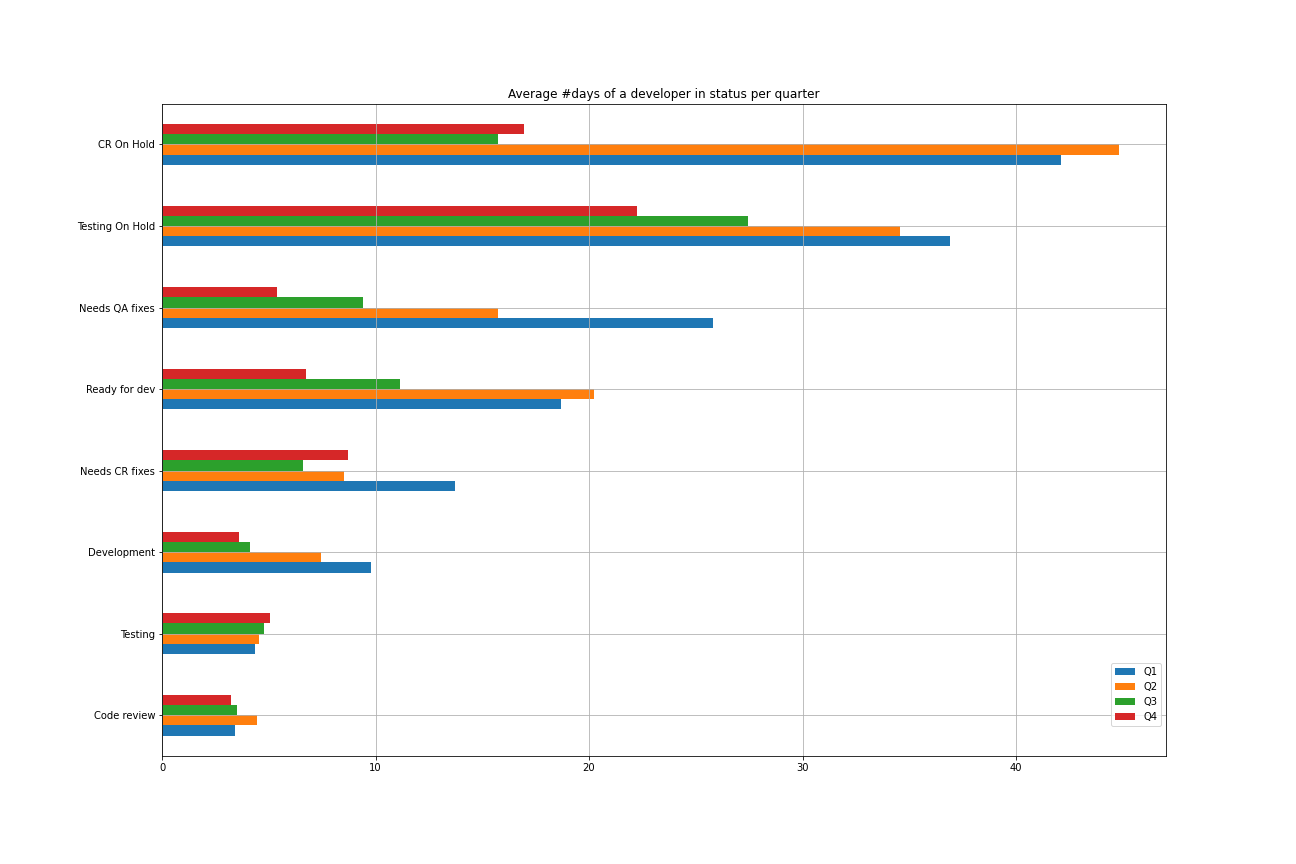 Average #days of a developer in status per quarter
CR On Hold
Testing On Hold
Needs QA fixes
Ready for dev
Needs CR fixes
Development
Testing
Code review
Q1
Q2
Q3
Q4
0 10 20 30 40